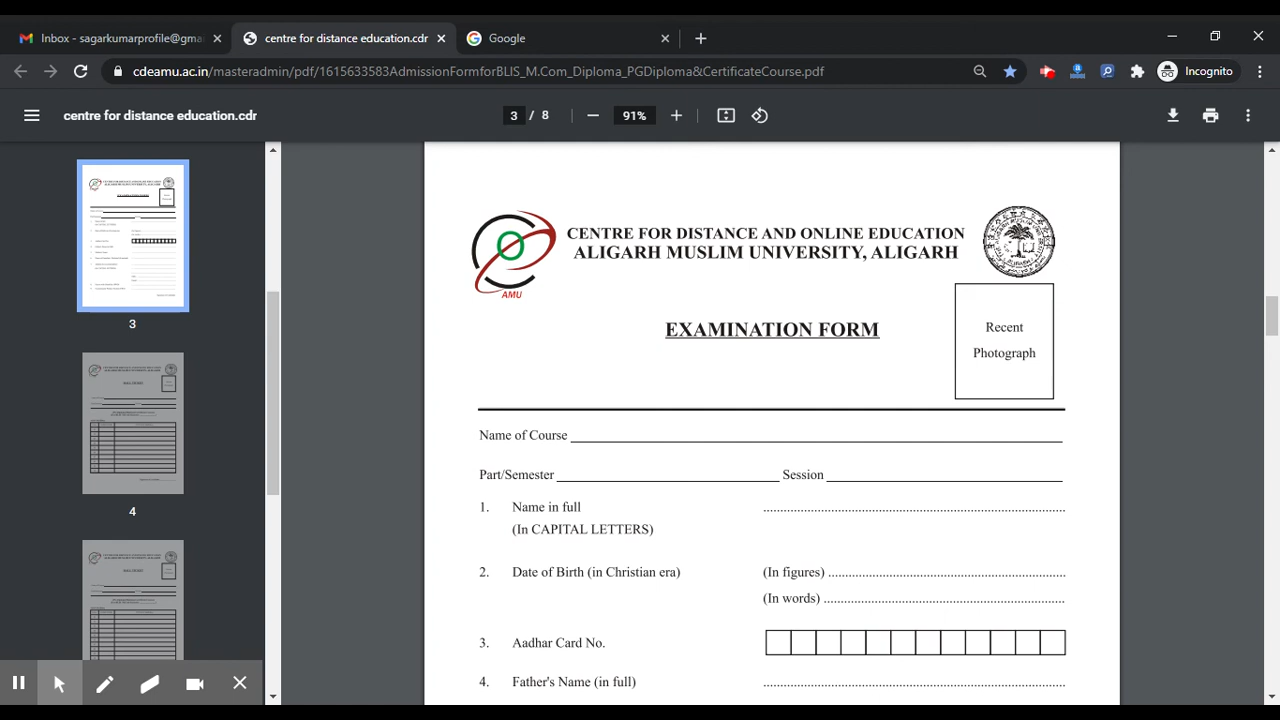 Inbox - sagarkumarprofile@gma
centre for distance education.cdr
Google
cdeamu.ac.in/masteradmin/pdf/1615633583AdmissionFormforBLIS_M.Com_Diploma_PGDiploma&CertificateCourse.pdf
Incognito
centre for distance education.cdr
3 / 8
91%
3
4
CENTRE FOR DISTANCE AND ONLINE EDUCATION
ALIGARH MUSLIM UNIVERSITY, ALIGARH
AMU
EXAMINATION FORM
Recent
Photograph
Name of Course
Part/Semester Session
1. Name in full
(In CAPITAL LETTERS)
2. Date of Birth (in Christian era) (In figures)
(In words)
3. Aadhar Card No.
4. Father's Name (in full)